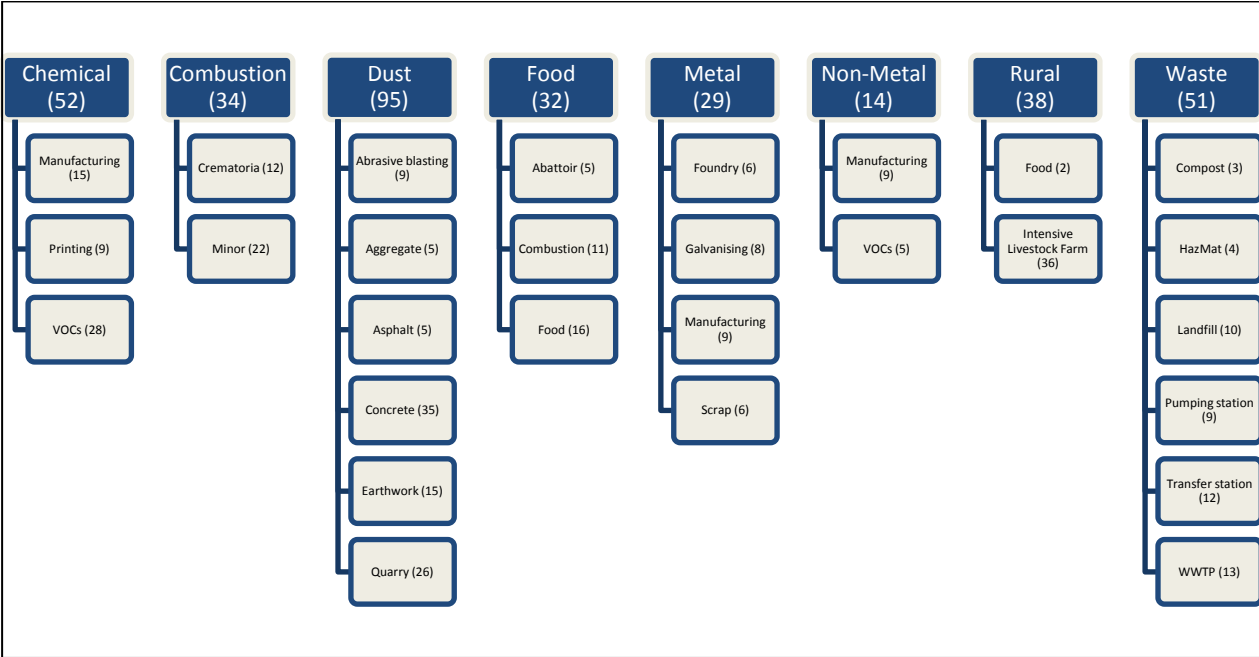 Chemical
(52)
Manufacturing
(15)
Printing (9)
VOCs (28)
Combustion
(34)
Crematoria (12)
Minor (22)
Dust
(95)
Abrasive blasting
(9)
Aggregate (5)
Asphalt (5)
Concrete (35)
Earthwork (15)
Quarry (26)
Food
(32)
Abattoir (5)
Combustion (11)
Food (16)
Metal
(29)
Foundry (6)
Galvanising (8)
Manufacturing
(9)
Scrap (6)
Non-Metal
(14)
Manufacturing
(9)
VOCs (5)
Rural
(38)
Food (2)
Intensive
Livestock Farm
(36)
Waste
(51)
Compost (3)
HazMat (4)
Landfill (10)
Pumping station
(9)
Transfer station
(12)
WWTP (13)